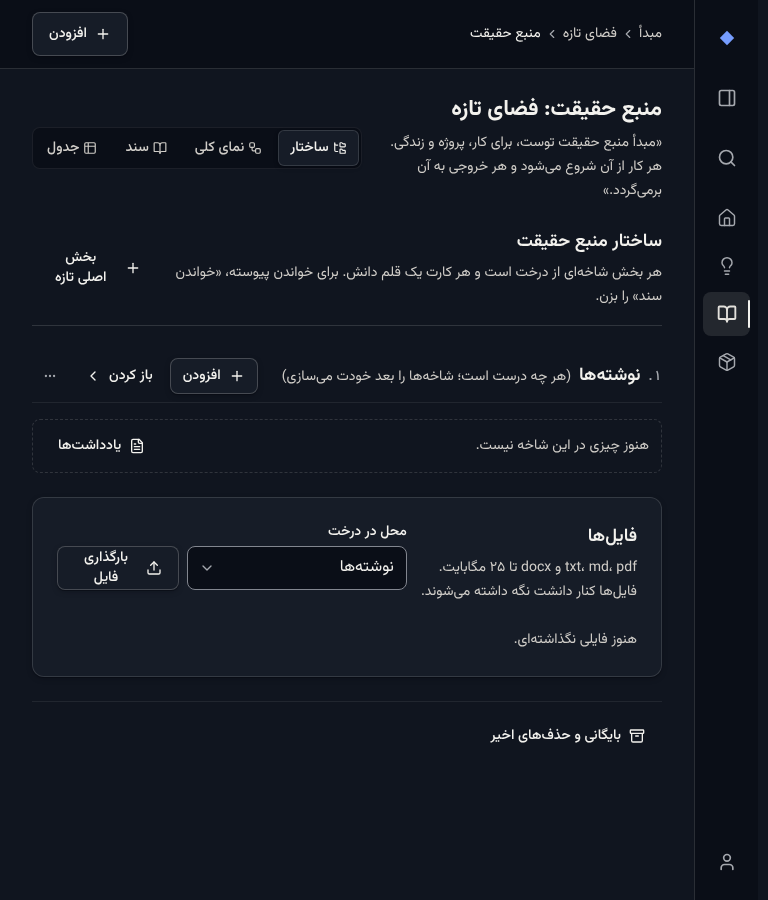 مبدأ › فضای تازه › منبع حقیقت
افزودن
منبع حقیقت: فضای تازه
«مبدأ منبع حقیقت توست، برای کار، پروژه و زندگی.
هر کار از آن شروع می‌شود و هر خروجی به آن
برمی‌گردد.»
ساختار
نمای کلی
سند
جدول
ساختار منبع حقیقت
هر بخش شاخه‌ای از درخت است و هر کارت یک قلم دانش. برای خواندن پیوسته، «خواندن
سند» را بزن.
بخش
اصلی تازه
۱. نوشته‌ها (هر چه درست است؛ شاخه‌ها را بعد خودت می‌سازی)
افزودن
باز کردن
هنوز چیزی در این شاخه نیست.
یادداشت‌ها
فایل‌ها
txt، md، pdf و docx تا ۲۵ مگابایت.
فایل‌ها کنار دانشت نگه داشته می‌شوند.
محل در درخت
نوشته‌ها
بارگذاری
فایل
هنوز فایلی نگذاشته‌ای.
بایگانی و حذف‌های اخیر